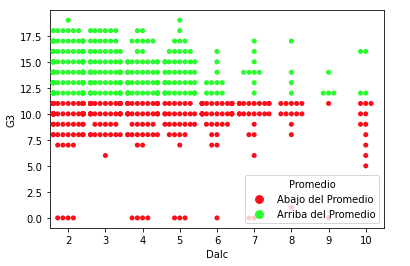 17.5
15.0
12.5
10.0
7.5
5.0
2.5
0.0
G3
Promedio
Abajo del Promedio
Arriba del Promedio
2 3 4 5 6 7 8 9 10
Dalc